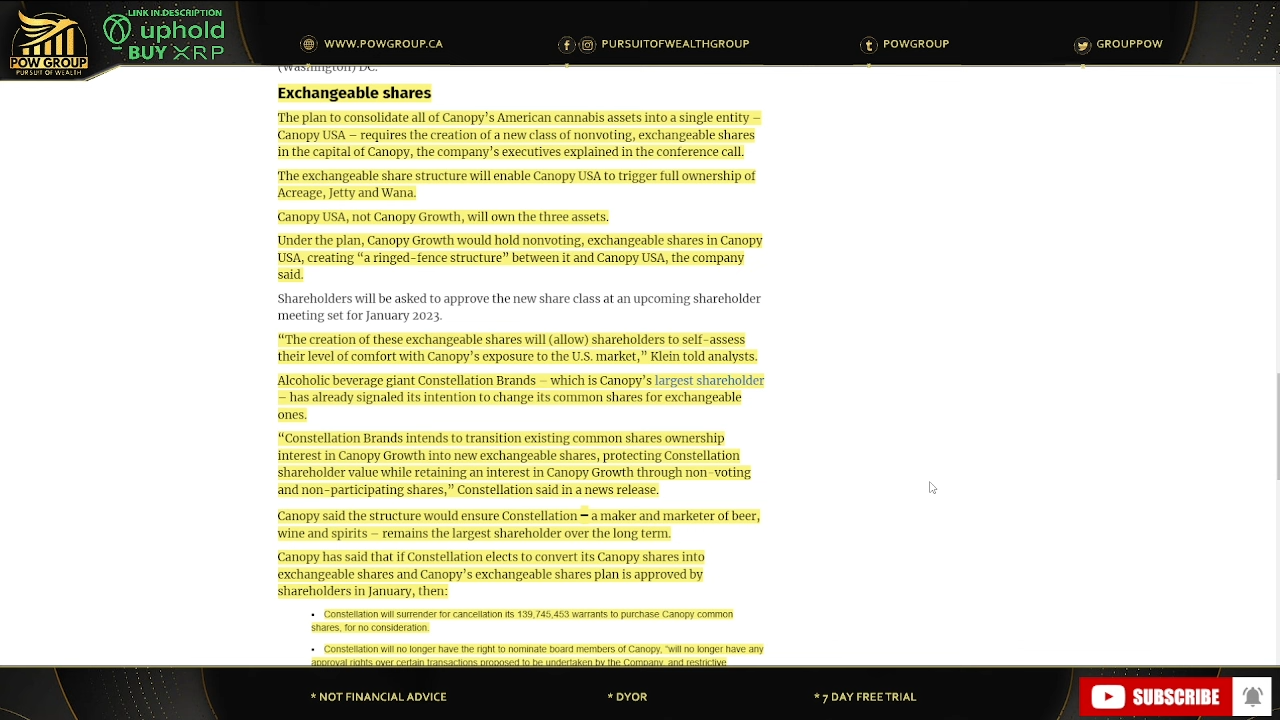 LINK IN DESCRIPTION
uphold
BUY XRP
POW GROUP
PURSUIT OF WEALTH
WWW.POWGROUP.CA
PURSUITOFWEALTHGROUP
POWGROUP
GROUPPOW
(Washington) DC.
Exchangeable shares
The plan to consolidate all of Canopy’s American cannabis assets into a single entity –
Canopy USA – requires the creation of a new class of nonvoting, exchangeable shares
in the capital of Canopy, the company’s executives explained in the conference call.
The exchangeable share structure will enable Canopy USA to trigger full ownership of
Acreage, Jetty and Wana.
Canopy USA, not Canopy Growth, will own the three assets.
Under the plan, Canopy Growth would hold nonvoting, exchangeable shares in Canopy
USA, creating “a ringed-fence structure” between it and Canopy USA, the company
said.
Shareholders will be asked to approve the new share class at an upcoming shareholder
meeting set for January 2023.
“The creation of these exchangeable shares will (allow) shareholders to self-assess
their level of comfort with Canopy’s exposure to the U.S. market,” Klein told analysts.
Alcoholic beverage giant Constellation Brands – which is Canopy’s largest shareholder
– has already signaled its intention to change its common shares for exchangeable
ones.
“Constellation Brands intends to transition existing common shares ownership
interest in Canopy Growth into new exchangeable shares, protecting Constellation
shareholder value while retaining an interest in Canopy Growth through non-voting
and non-participating shares,” Constellation said in a news release.
Canopy said the structure would ensure Constellation – a maker and marketer of beer,
wine and spirits – remains the largest shareholder over the long term.
Canopy has said that if Constellation elects to convert its Canopy shares into
exchangeable shares and Canopy’s exchangeable shares plan is approved by
shareholders in January, then:
▪ Constellation will surrender for cancellation its 139,745,453 warrants to purchase Canopy common
shares, for no consideration.
▪ Constellation will no longer have the right to nominate board members of Canopy, “will no longer have any
approval rights over certain transactions proposed to be undertaken by the Company, and restrictive
* NOT FINANCIAL ADVICE
* DYOR
* 7 DAY FREE TRIAL
SUBSCRIBE